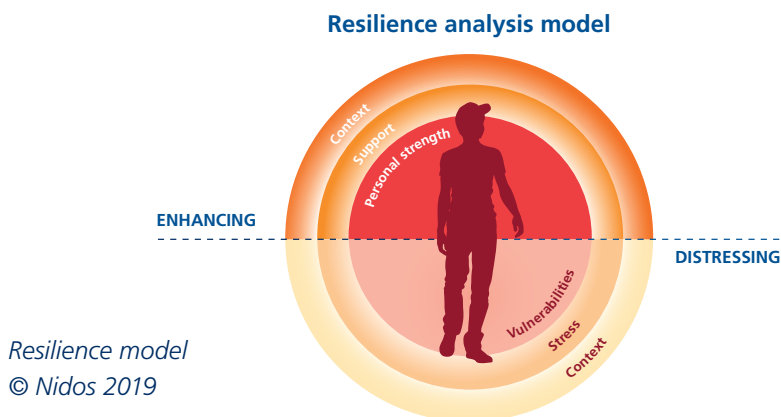 Resilience analysis model
Context
Support
Personal strength
ENHANCING
DISTRESSING
Vulnerabilities
Stress
Context
Resilience model
© Nidos 2019